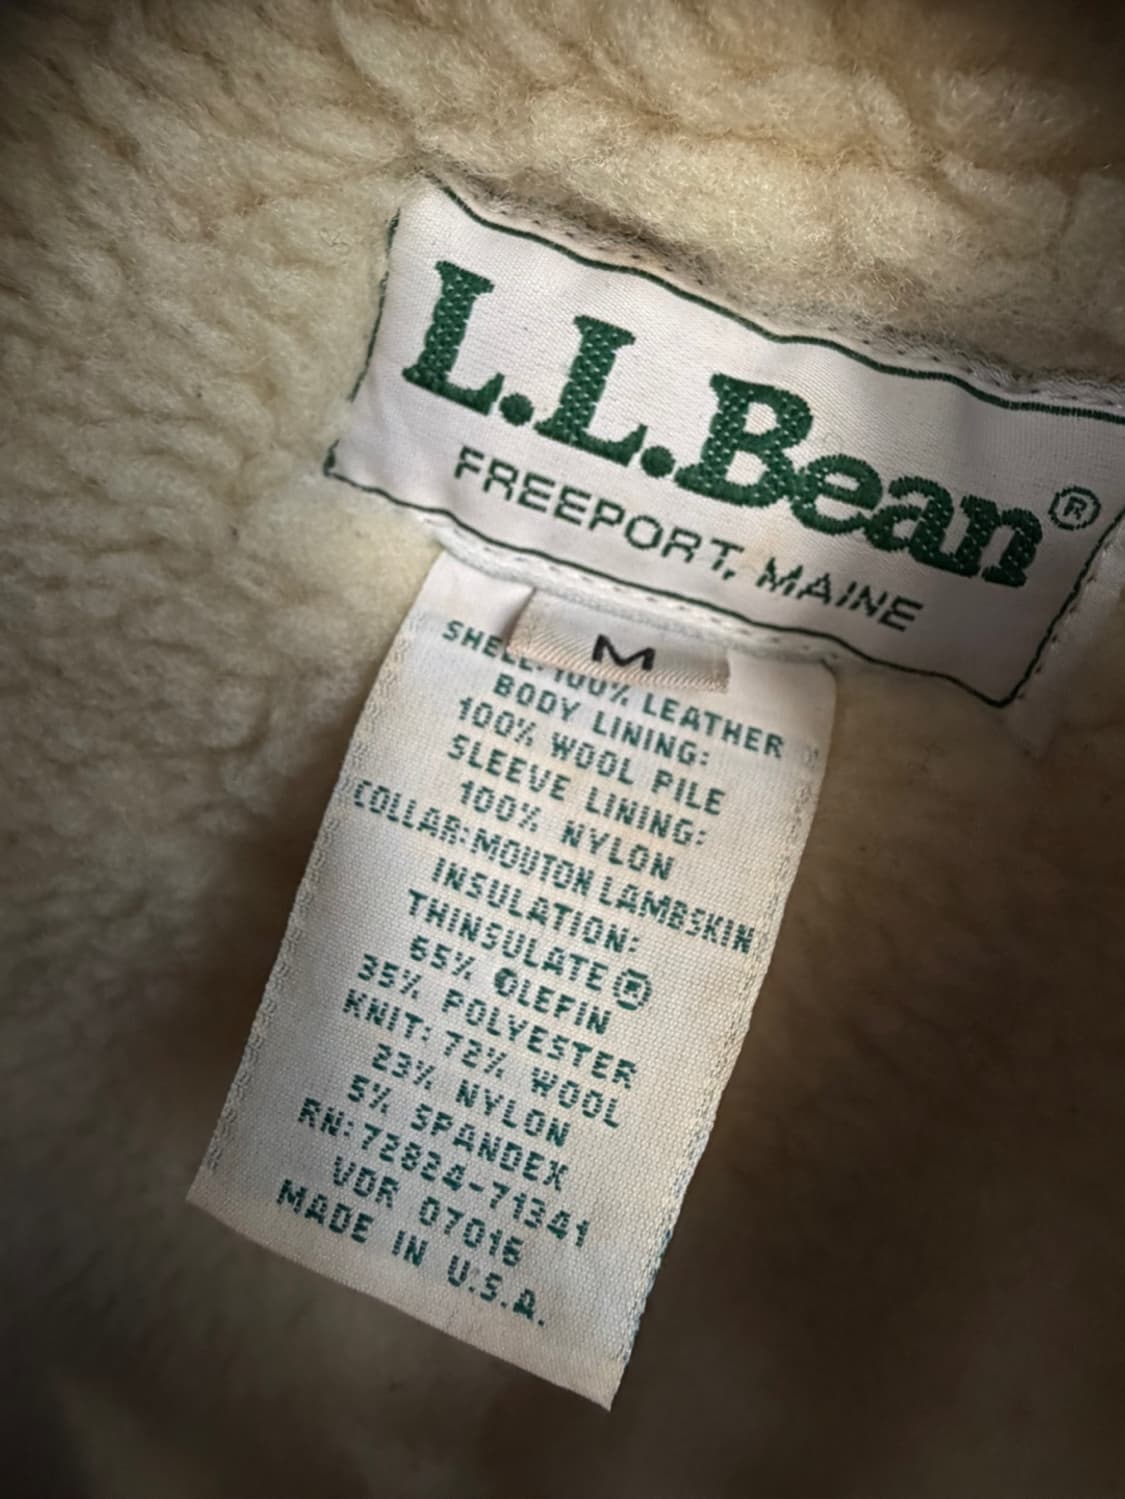 L.L.Bean®
FREEPORT, MAINE
M
SHELL: 100% LEATHER
BODY LINING:
100% WOOL PILE
SLEEVE LINING:
100% NYLON
COLLAR: MOUTON LAMBSKIN
INSULATION:
THINSULATE®
65% OLEFIN
35% POLYESTER
KNIT: 72% WOOL
23% NYLON
5% SPANDEX
RN: 72824-71341
VDR 07016
MADE IN U.S.A.